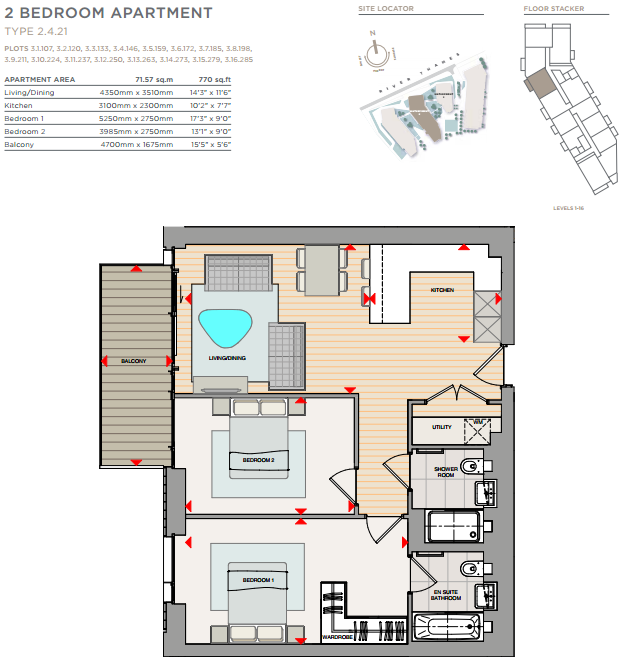 2 BEDROOM APARTMENT
TYPE 2.4.21
PLOTS 3.1.107, 3.2.120, 3.3.133, 3.4.146, 3.5.159, 3.6.172, 3.7.185, 3.8.198,
3.9.211, 3.10.224, 3.11.237, 3.12.250, 3.13.263, 3.14.273, 3.15.279, 3.16.285
APARTMENT AREA 71.57 sq.m 770 sq.ft
Living/Dining 4350mm x 3510mm 14'3" x 11'6"
Kitchen 3100mm x 2300mm 10'2" x 7'7"
Bedroom 1 5250mm x 2750mm 17'3" x 9'0"
Bedroom 2 3985mm x 2750mm 13'1" x 9'0"
Balcony 4700mm x 1675mm 15'5" x 5'6"
SITE LOCATOR
N
RIVER THAMES
FLOOR STACKER
LEVELS 1-16
KITCHEN
BALCONY
LIVING/DINING
UTILITY
WM
BEDROOM 2
SHOWER
ROOM
BEDROOM 1
EN SUITE
BATHROOM
WARDROBE